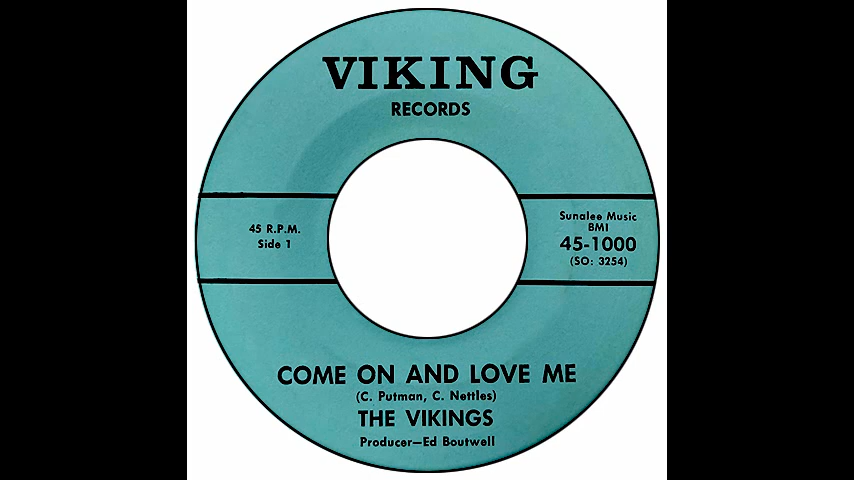 VIKING
RECORDS
45 R.P.M.
Side 1
Sunalee Music
BMI
45-1000
(SO: 3254)
COME ON AND LOVE ME
(C. Putman, C. Nettles)
THE VIKINGS
Producer—Ed Boutwell